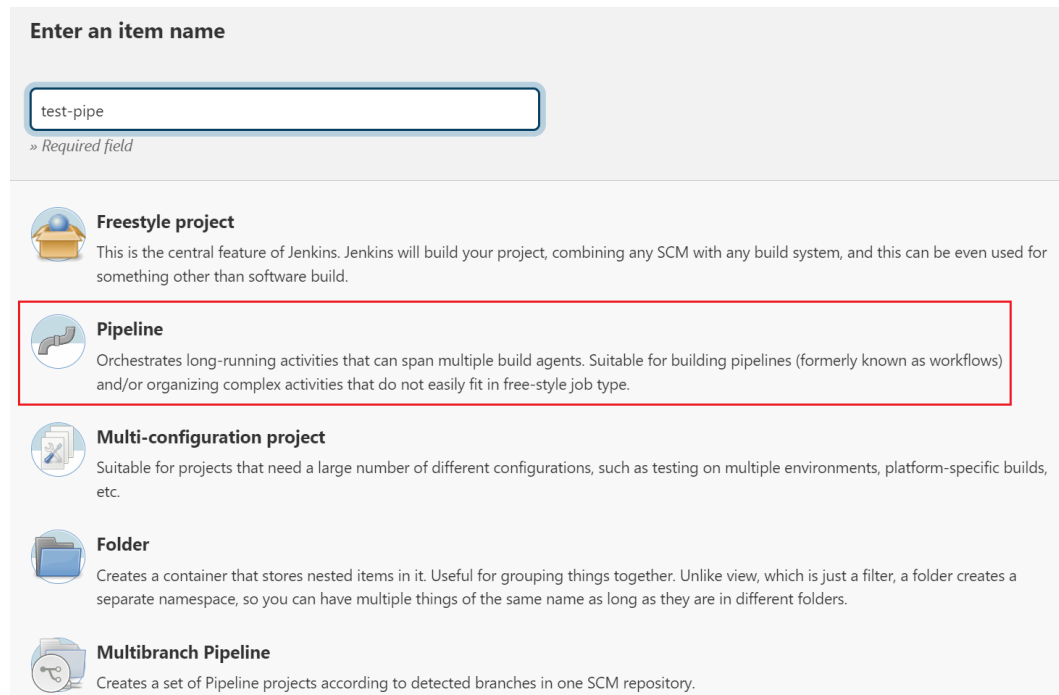 Enter an item name
test-pipe
» Required field
Freestyle project
This is the central feature of Jenkins. Jenkins will build your project, combining any SCM with any build system, and this can be even used for
something other than software build.
Pipeline
Orchestrates long-running activities that can span multiple build agents. Suitable for building pipelines (formerly known as workflows)
and/or organizing complex activities that do not easily fit in free-style job type.
Multi-configuration project
Suitable for projects that need a large number of different configurations, such as testing on multiple environments, platform-specific builds,
etc.
Folder
Creates a container that stores nested items in it. Useful for grouping things together. Unlike view, which is just a filter, a folder creates a
separate namespace, so you can have multiple things of the same name as long as they are in different folders.
Multibranch Pipeline
Creates a set of Pipeline projects according to detected branches in one SCM repository.